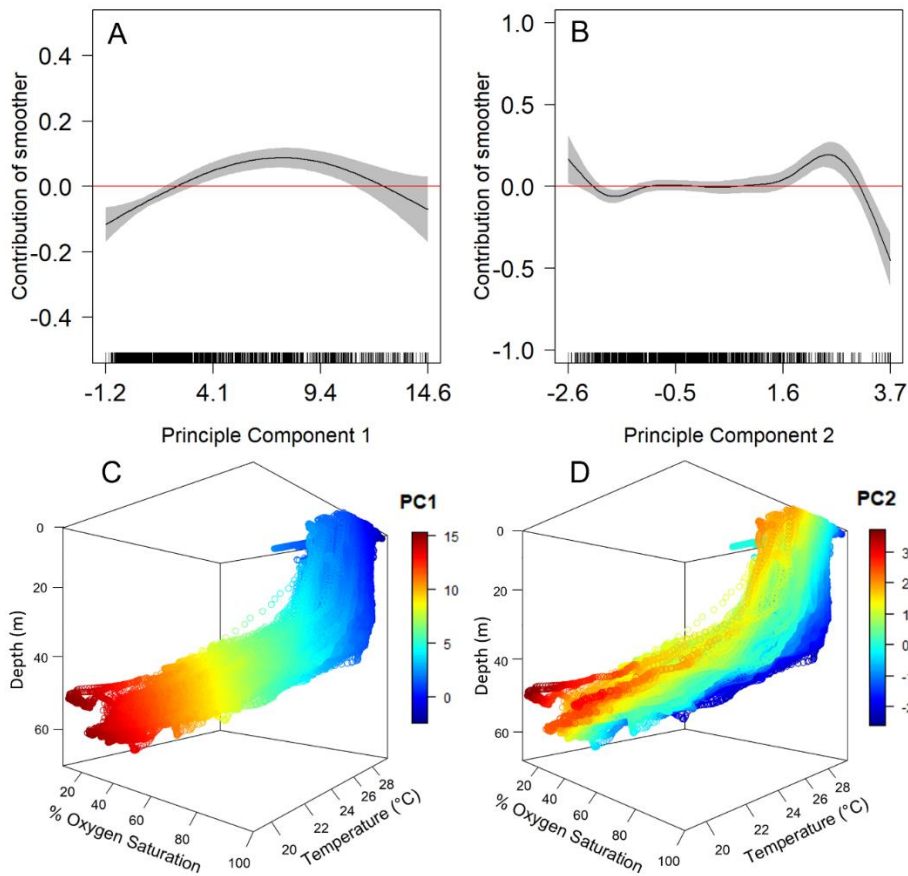 A
Contribution of smoother
0.4
0.2
0.0
-0.2
-0.4
-1.2 4.1 9.4 14.6
Principle Component 1
B
Contribution of smoother
1.0
0.5
0.0
-0.5
-1.0
-2.6 -0.5 1.6 3.7
Principle Component 2
C
PC1
15
10
5
0
Depth (m)
0
20
40
60
% Oxygen Saturation
20 40 60 80 100
Temperature (°C)
20 22 24 26 28
D
PC2
3
2
1
0
-1
-2
Depth (m)
0
20
40
60
% Oxygen Saturation
20 40 60 80 100
Temperature (°C)
20 22 24 26 28